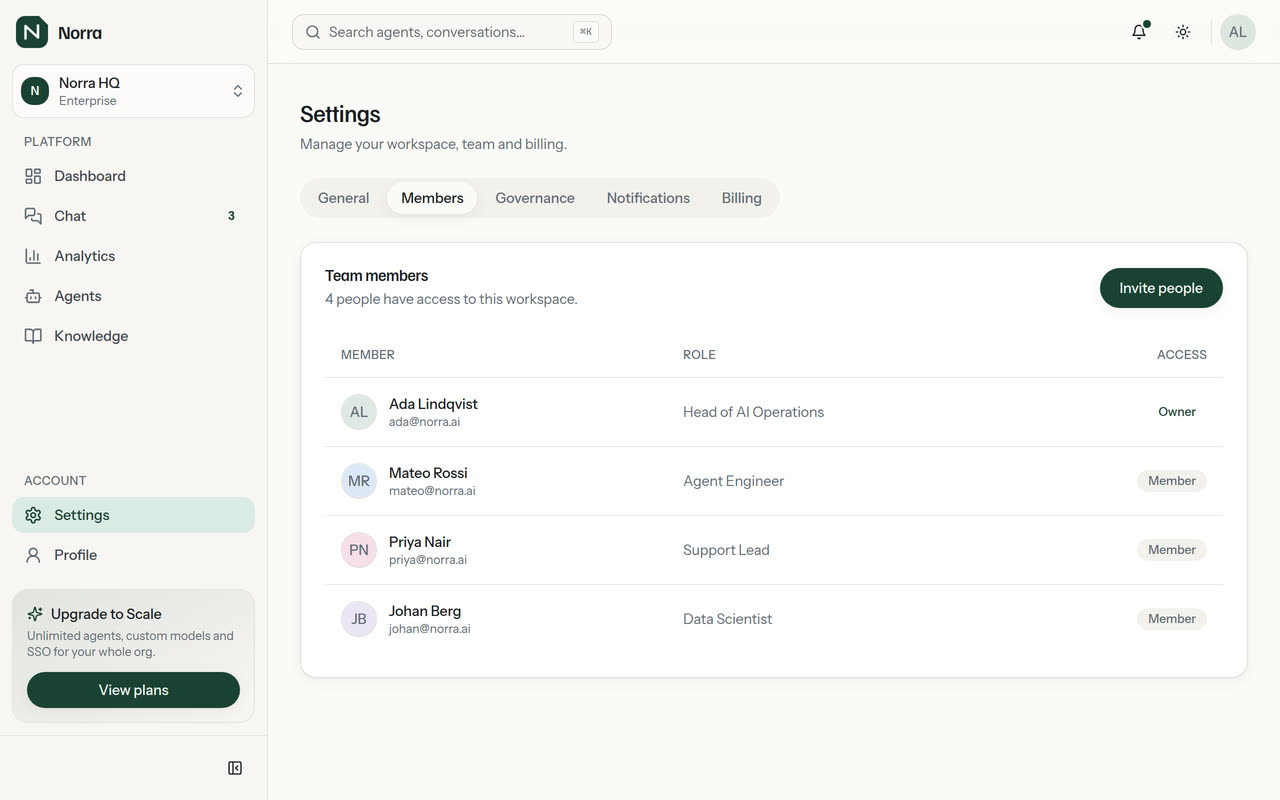 Norra
N
Norra HQ
Enterprise
PLATFORM
Dashboard
Chat
3
Analytics
Agents
Knowledge
ACCOUNT
Settings
Profile
Upgrade to Scale
Unlimited agents, custom models and
SSO for your whole org.
View plans
Search agents, conversations...
⌘K
AL
Settings
Manage your workspace, team and billing.
General
Members
Governance
Notifications
Billing
Team members
4 people have access to this workspace.
Invite people
MEMBER
ROLE
ACCESS
AL
Ada Lindqvist
ada@norra.ai
Head of AI Operations
Owner
MR
Mateo Rossi
mateo@norra.ai
Agent Engineer
Member
PN
Priya Nair
priya@norra.ai
Support Lead
Member
JB
Johan Berg
johan@norra.ai
Data Scientist
Member